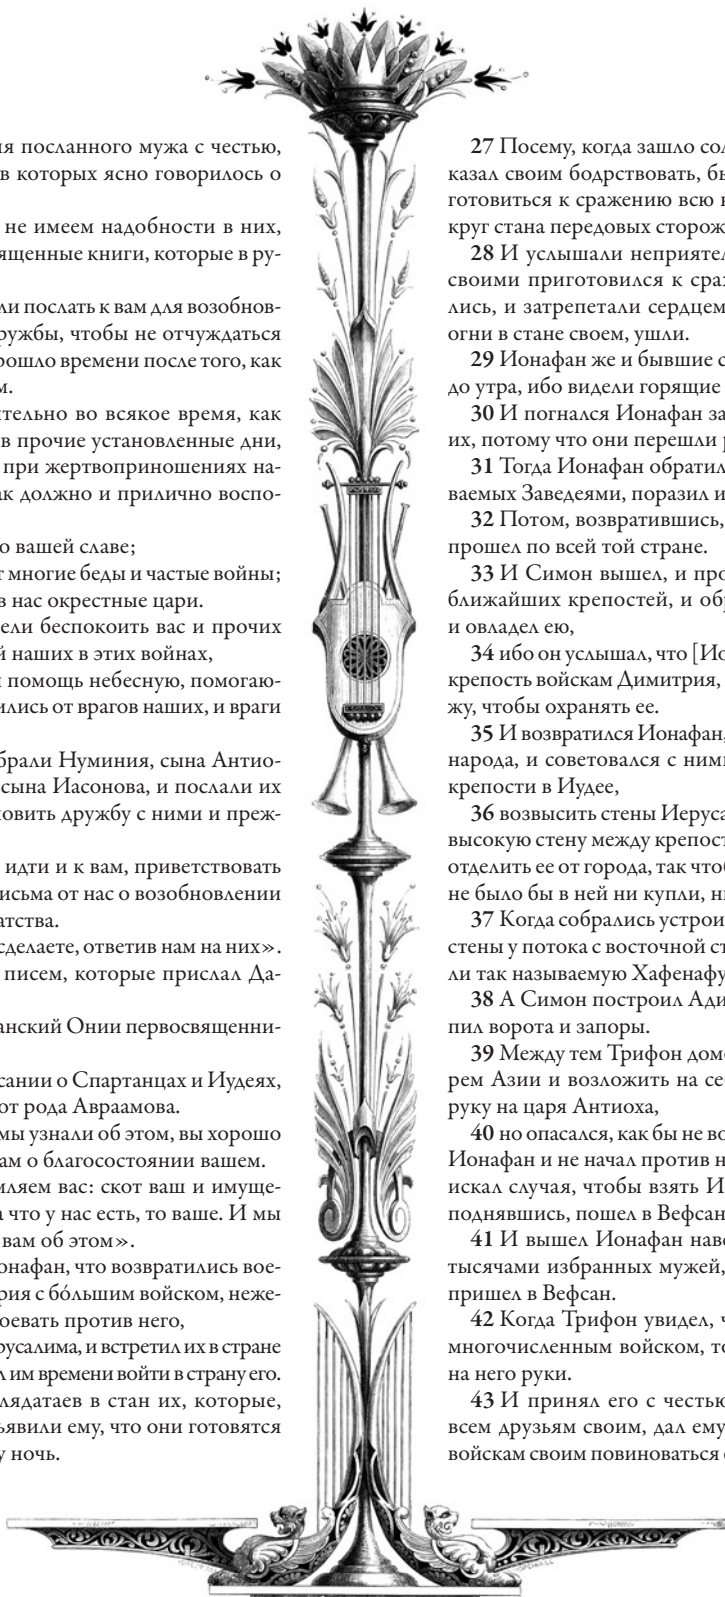 ия посланного мужа с честью,
в которых ясно говорилось о
не имеем надобности в них,
ященные книги, которые в ру-
ли послать к вам для возобнов-
ружбы, чтобы не отчуждаться
рошло времени после того, как
м.
ительно во всякое время, как
в прочие установленные дни,
при жертвоприношениях на-
ак должно и прилично воспо-
о вашей славе;
т многие беды и частые войны;
в нас окрестные цари.
ели беспокоить вас и прочих
й наших в этих войнах,
и помощь небесную, помогаю-
ились от врагов наших, и враги
брали Нуминия, сына Антио-
сына Иасонова, и послали их
новить дружбу с ними и преж-
идти и к вам, приветствовать
исьма от нас о возобновлении
атства.
сделаете, ответив нам на них».
писем, которые прислал Да-
анский Онии первосвященни-
сании о Спартанцах и Иудеях,
от рода Авраамова.
мы узнали об этом, вы хорошо
ам о благосостоянии вашем.
мляем вас: скот ваш и имуще-
а что у нас есть, то ваше. И мы
вам об этом».
онафан, что возвратились вое-
рия с бо́льшим войском, неже-
оевать против него,
русалима, и встретил их в стране
л им времени войти в страну его.
лядатаев в стан их, которые,
ъявили ему, что они готовятся
у ночь.
27 Посему, когда зашло сол
казал своим бодрствовать, бы
готовиться к сражению всю н
круг стана передовых сторож
28 И услышали неприятел
своими приготовился к сра
лись, и затрепетали сердцем
огни в стане своем, ушли.
29 Ионафан же и бывшие с
до утра, ибо видели горящие
30 И погнался Ионафан за
их, потому что они перешли р
31 Тогда Ионафан обратил
ваемых Заведеями, поразил и
32 Потом, возвратившись,
прошел по всей той стране.
33 И Симон вышел, и про
ближайших крепостей, и обр
и овладел ею,
34 ибо он услышал, что [Ио
крепость войскам Димитрия,
жу, чтобы охранять ее.
35 И возвратился Ионафан,
народа, и советовался с ними
крепости в Иудее,
36 возвысить стены Иеруса
высокую стену между крепост
отделить ее от города, так чтоб
не было бы в ней ни купли, ни
37 Когда собрались устрои
стены у потока с восточной ст
ли так называемую Хафенафу
38 А Симон построил Ади
пил ворота и запоры.
39 Между тем Трифон домо
рем Азии и возложить на се
руку на царя Антиоха,
40 но опасался, как бы не во
Ионафан и не начал против н
искал случая, чтобы взять И
поднявшись, пошел в Вефсан
41 И вышел Ионафан навс
тысячами избранных мужей,
пришел в Вефсан.
42 Когда Трифон увидел, ч
многочисленным войском, то
на него руки.
43 И принял его с честью
всем друзьям своим, дал ему
войскам своим повиноваться е